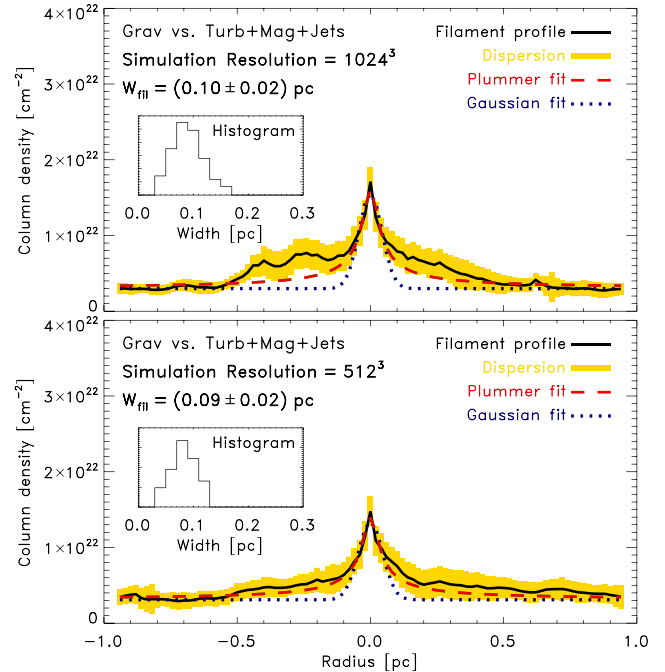 4×10²²
Grav vs. Turb+Mag+Jets
Filament profile
Simulation Resolution = 1024³
Dispersion
W_fil = (0.10 ± 0.02) pc
Plummer fit
Gaussian fit
3×10²²
Histogram
2×10²²
0.0 0.1 0.2 0.3
Width [pc]
1×10²²
0
Column density [cm⁻²]
4×10²²
Grav vs. Turb+Mag+Jets
Filament profile
Simulation Resolution = 512³
Dispersion
W_fil = (0.09 ± 0.02) pc
Plummer fit
Gaussian fit
3×10²²
Histogram
2×10²²
0.0 0.1 0.2 0.3
Width [pc]
1×10²²
0
Column density [cm⁻²]
−1.0 −0.5 0.0 0.5 1.0
Radius [pc]